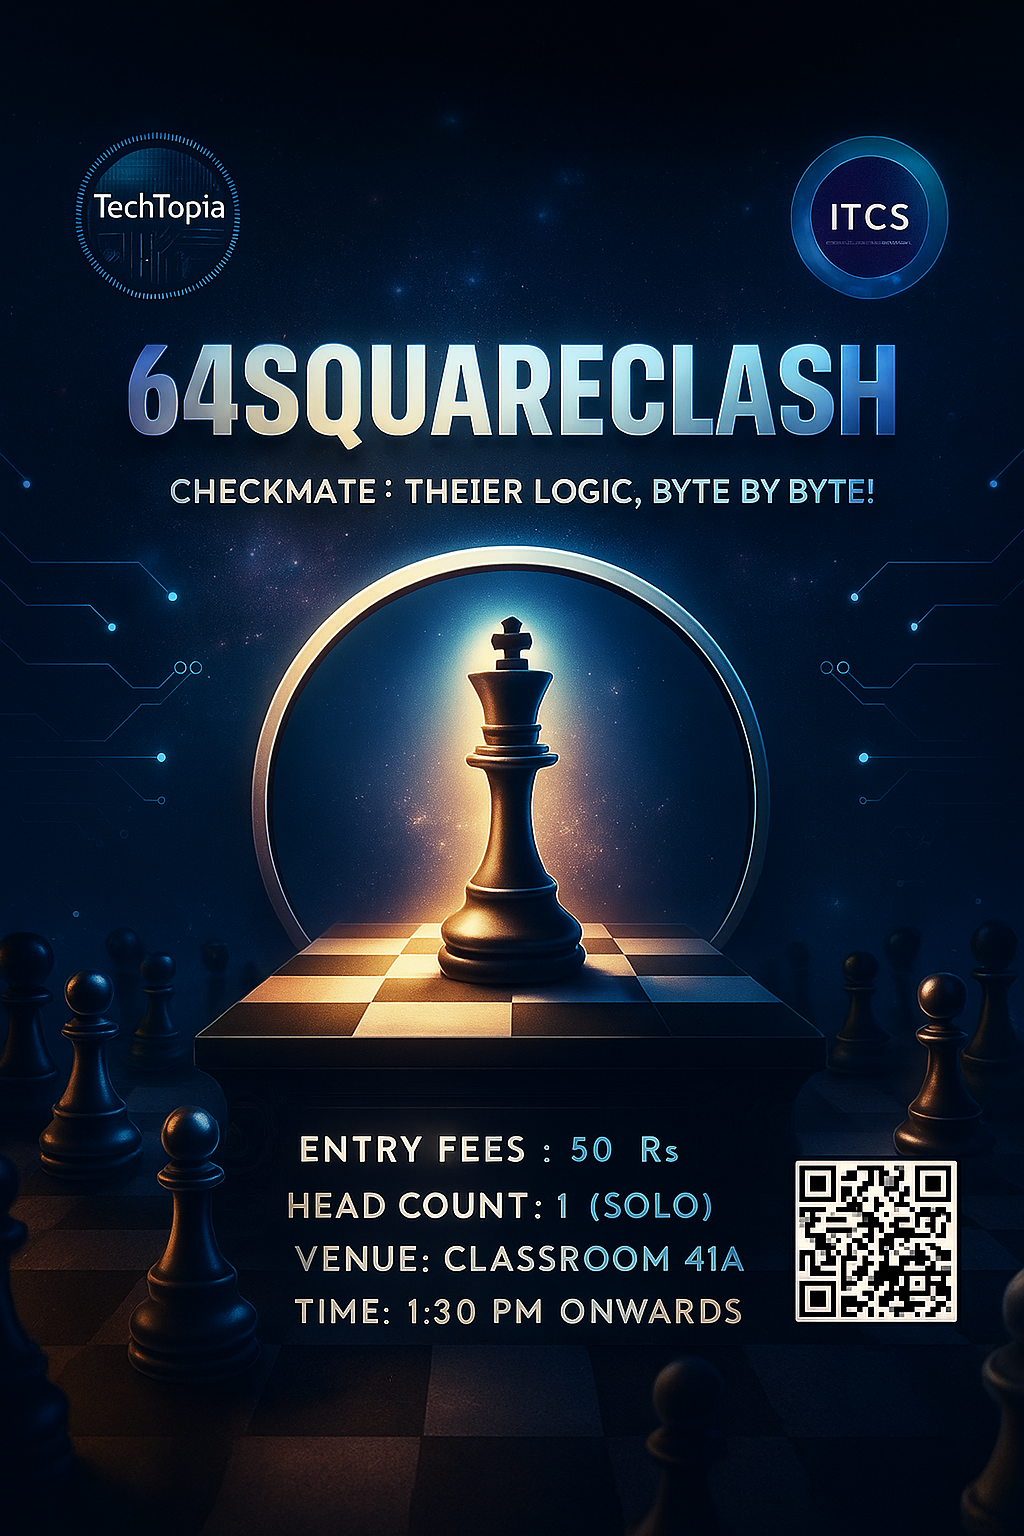 TechTopia
ITCS
64SQUARECLASH
CHECKMATE : THEIER LOGIC, BYTE BY BYTE!
ENTRY FEES : 50 Rs
HEAD COUNT: 1 (SOLO)
VENUE: CLASSROOM 41A
TIME: 1:30 PM ONWARDS